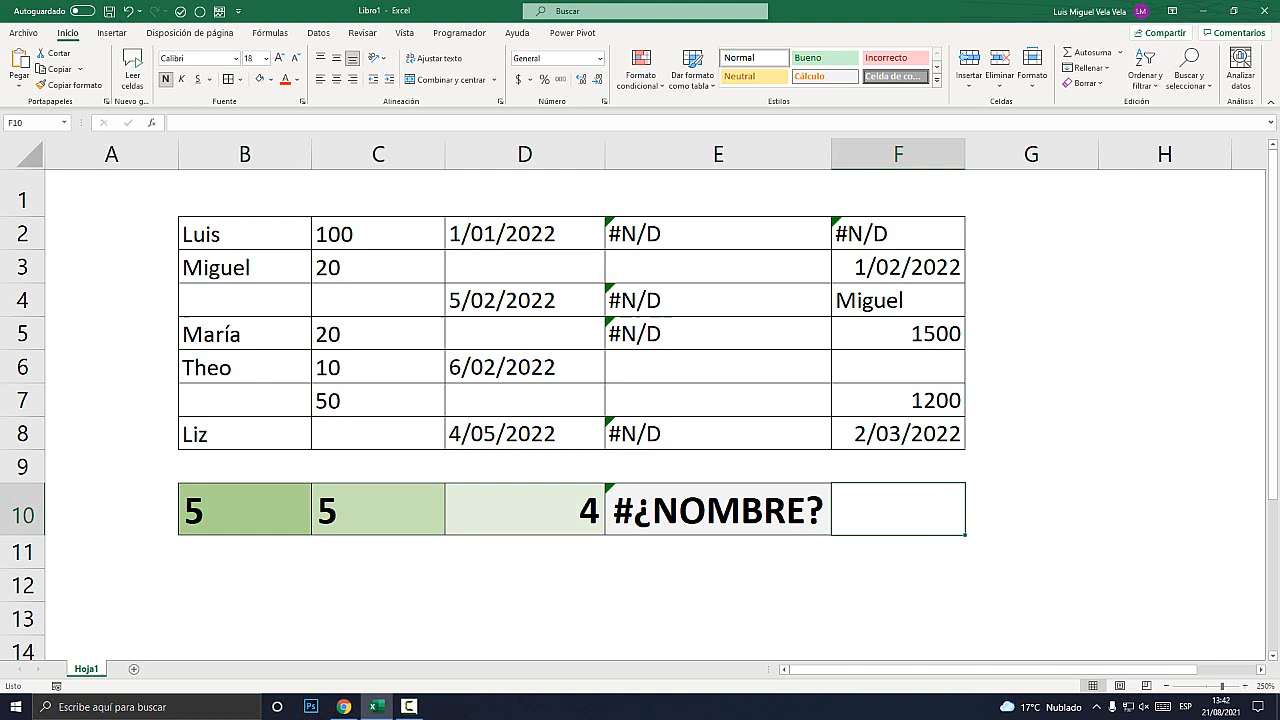 Autoguardado
Libro1 - Excel
Buscar
Luis Miguel Vela Vela
LM
Archivo Inicio Insertar Disposición de página Fórmulas Datos Revisar Vista Programador Ayuda Power Pivot
Compartir Comentarios
Pegar
Cortar
Copiar
Copiar formato
Portapapeles
Leer celdas
Nuevo g...
Calibri 18
N K S
Fuente
Ajustar texto
Combinar y centrar
Alineación
General
Número
Formato condicional
Dar formato como tabla
Normal Bueno Incorrecto
Neutral Cálculo Celda de co...
Estilos
Insertar Eliminar Formato
Celdas
Autosuma
Rellenar
Borrar
Ordenar y filtrar
Buscar y seleccionar
Edición
Analizar datos
Análisis
F10
A B C D E F G H
1
2 Luis 100 1/01/2022 #N/D #N/D
3 Miguel 20 1/02/2022
4 5/02/2022 #N/D Miguel
5 María 20 #N/D 1500
6 Theo 10 6/02/2022
7 50 1200
8 Liz 4/05/2022 #N/D 2/03/2022
9
10 5 5 4 #¿NOMBRE?
11
12
13
14
Hoja1
Listo
250%
Escribe aquí para buscar
17°C Nublado
ESP
13:42
21/08/2021